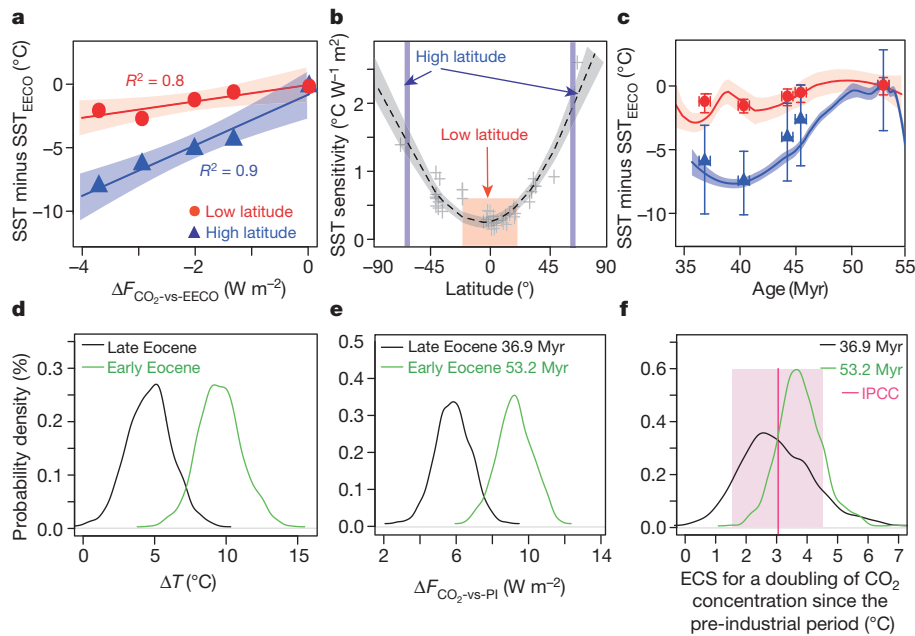 a
SST minus SST_EECO (°C)
0
−5
−10
R² = 0.8
R² = 0.9
Low latitude
High latitude
−4
−3
−2
−1
0
ΔF_CO₂-vs-EECO (W m⁻²)
b
SST sensitivity (°C W⁻¹ m²)
3
2
1
0
High latitude
Low latitude
−90
−45
0
45
90
Latitude (°)
c
SST minus SST_EECO (°C)
0
−5
−10
35
40
45
50
55
Age (Myr)
d
Probability density (%)
0.3
0.2
0.1
0.0
Late Eocene
Early Eocene
0
5
10
15
ΔT (°C)
e
0.5
0.4
0.3
0.2
0.1
0.0
Late Eocene 36.9 Myr
Early Eocene 53.2 Myr
2
6
10
14
ΔF_CO₂-vs-PI (W m⁻²)
f
0.6
0.4
0.2
0.0
36.9 Myr
53.2 Myr
IPCC
0
1
2
3
4
5
6
7
ECS for a doubling of CO₂
concentration since the
pre-industrial period (°C)